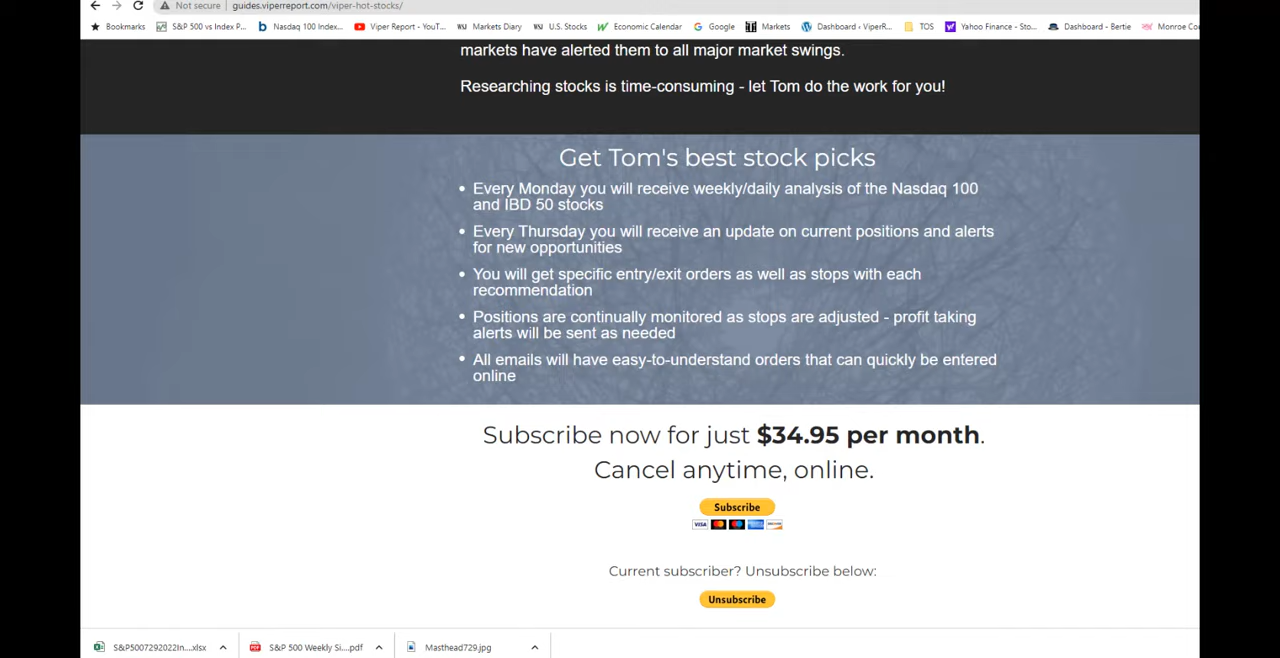 Not secure | guides.viperreport.com/viper-hot-stocks/
Bookmarks S&P 500 vs Index P... Nasdaq 100 Index... Viper Report - YouT... Markets Diary U.S. Stocks Economic Calendar Google Markets Dashboard ‹ ViperR... TOS Yahoo Finance - Sto... Dashboard - Bertie Monroe Co
markets have alerted them to all major market swings.
Researching stocks is time-consuming - let Tom do the work for you!
Get Tom's best stock picks
• Every Monday you will receive weekly/daily analysis of the Nasdaq 100
and IBD 50 stocks
• Every Thursday you will receive an update on current positions and alerts
for new opportunities
• You will get specific entry/exit orders as well as stops with each
recommendation
• Positions are continually monitored as stops are adjusted - profit taking
alerts will be sent as needed
• All emails will have easy-to-understand orders that can quickly be entered
online
Subscribe now for just $34.95 per month.
Cancel anytime, online.
Subscribe
VISA
Current subscriber? Unsubscribe below:
Unsubscribe
S&P5007292022In....xlsx S&P 500 Weekly Si....pdf Masthead729.jpg